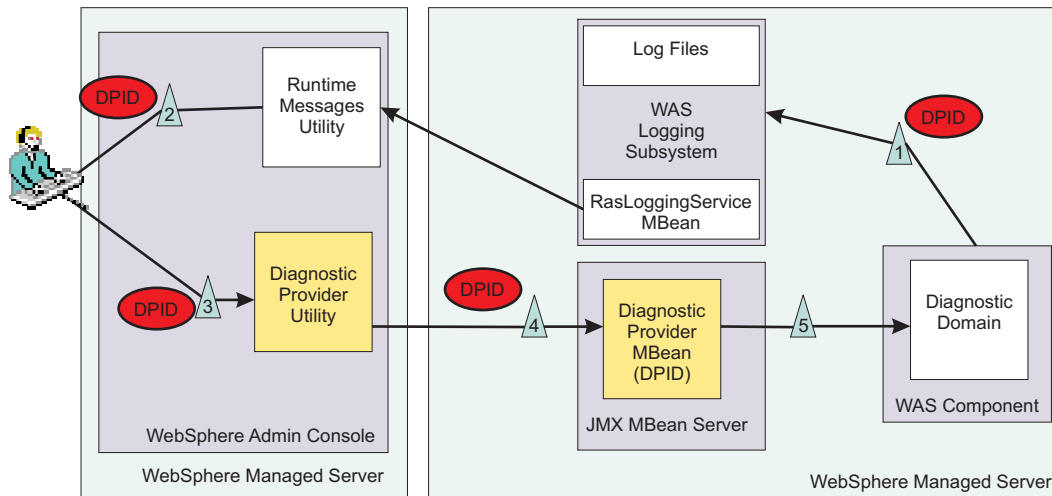 DPID
2
Runtime
Messages
Utility
DPID
3
Diagnostic
Provider
Utility
WebSphere Admin Console
WebSphere Managed Server
Log Files
WAS
Logging
Subsystem
RasLoggingService
MBean
DPID
1
DPID
4
Diagnostic
Provider
MBean
(DPID)
JMX MBean Server
5
Diagnostic
Domain
WAS Component
WebSphere Managed Server